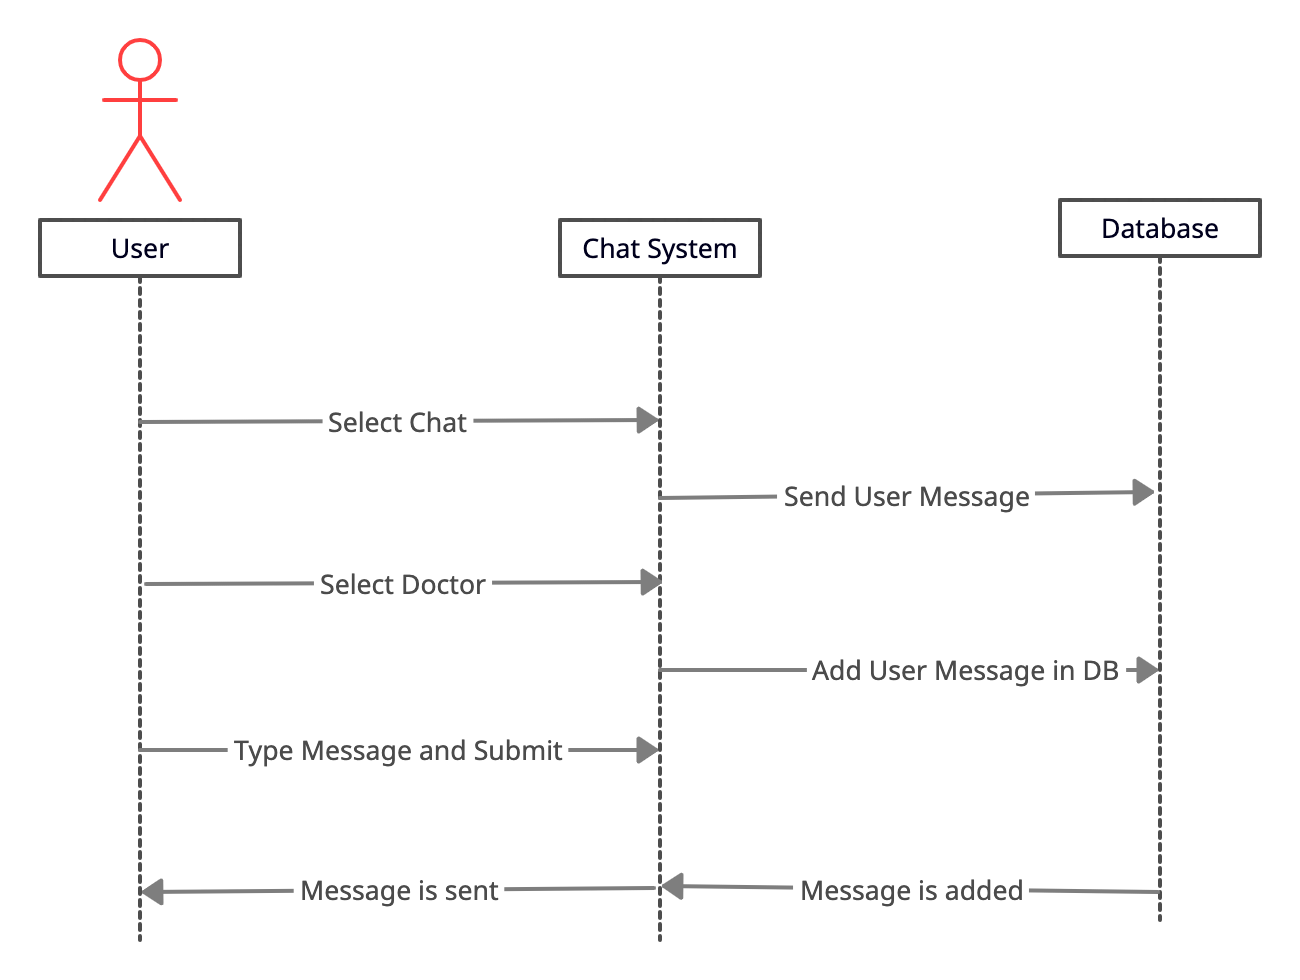 User
Chat System
Database
Select Chat
Send User Message
Select Doctor
Add User Message in DB
Type Message and Submit
Message is sent
Message is added